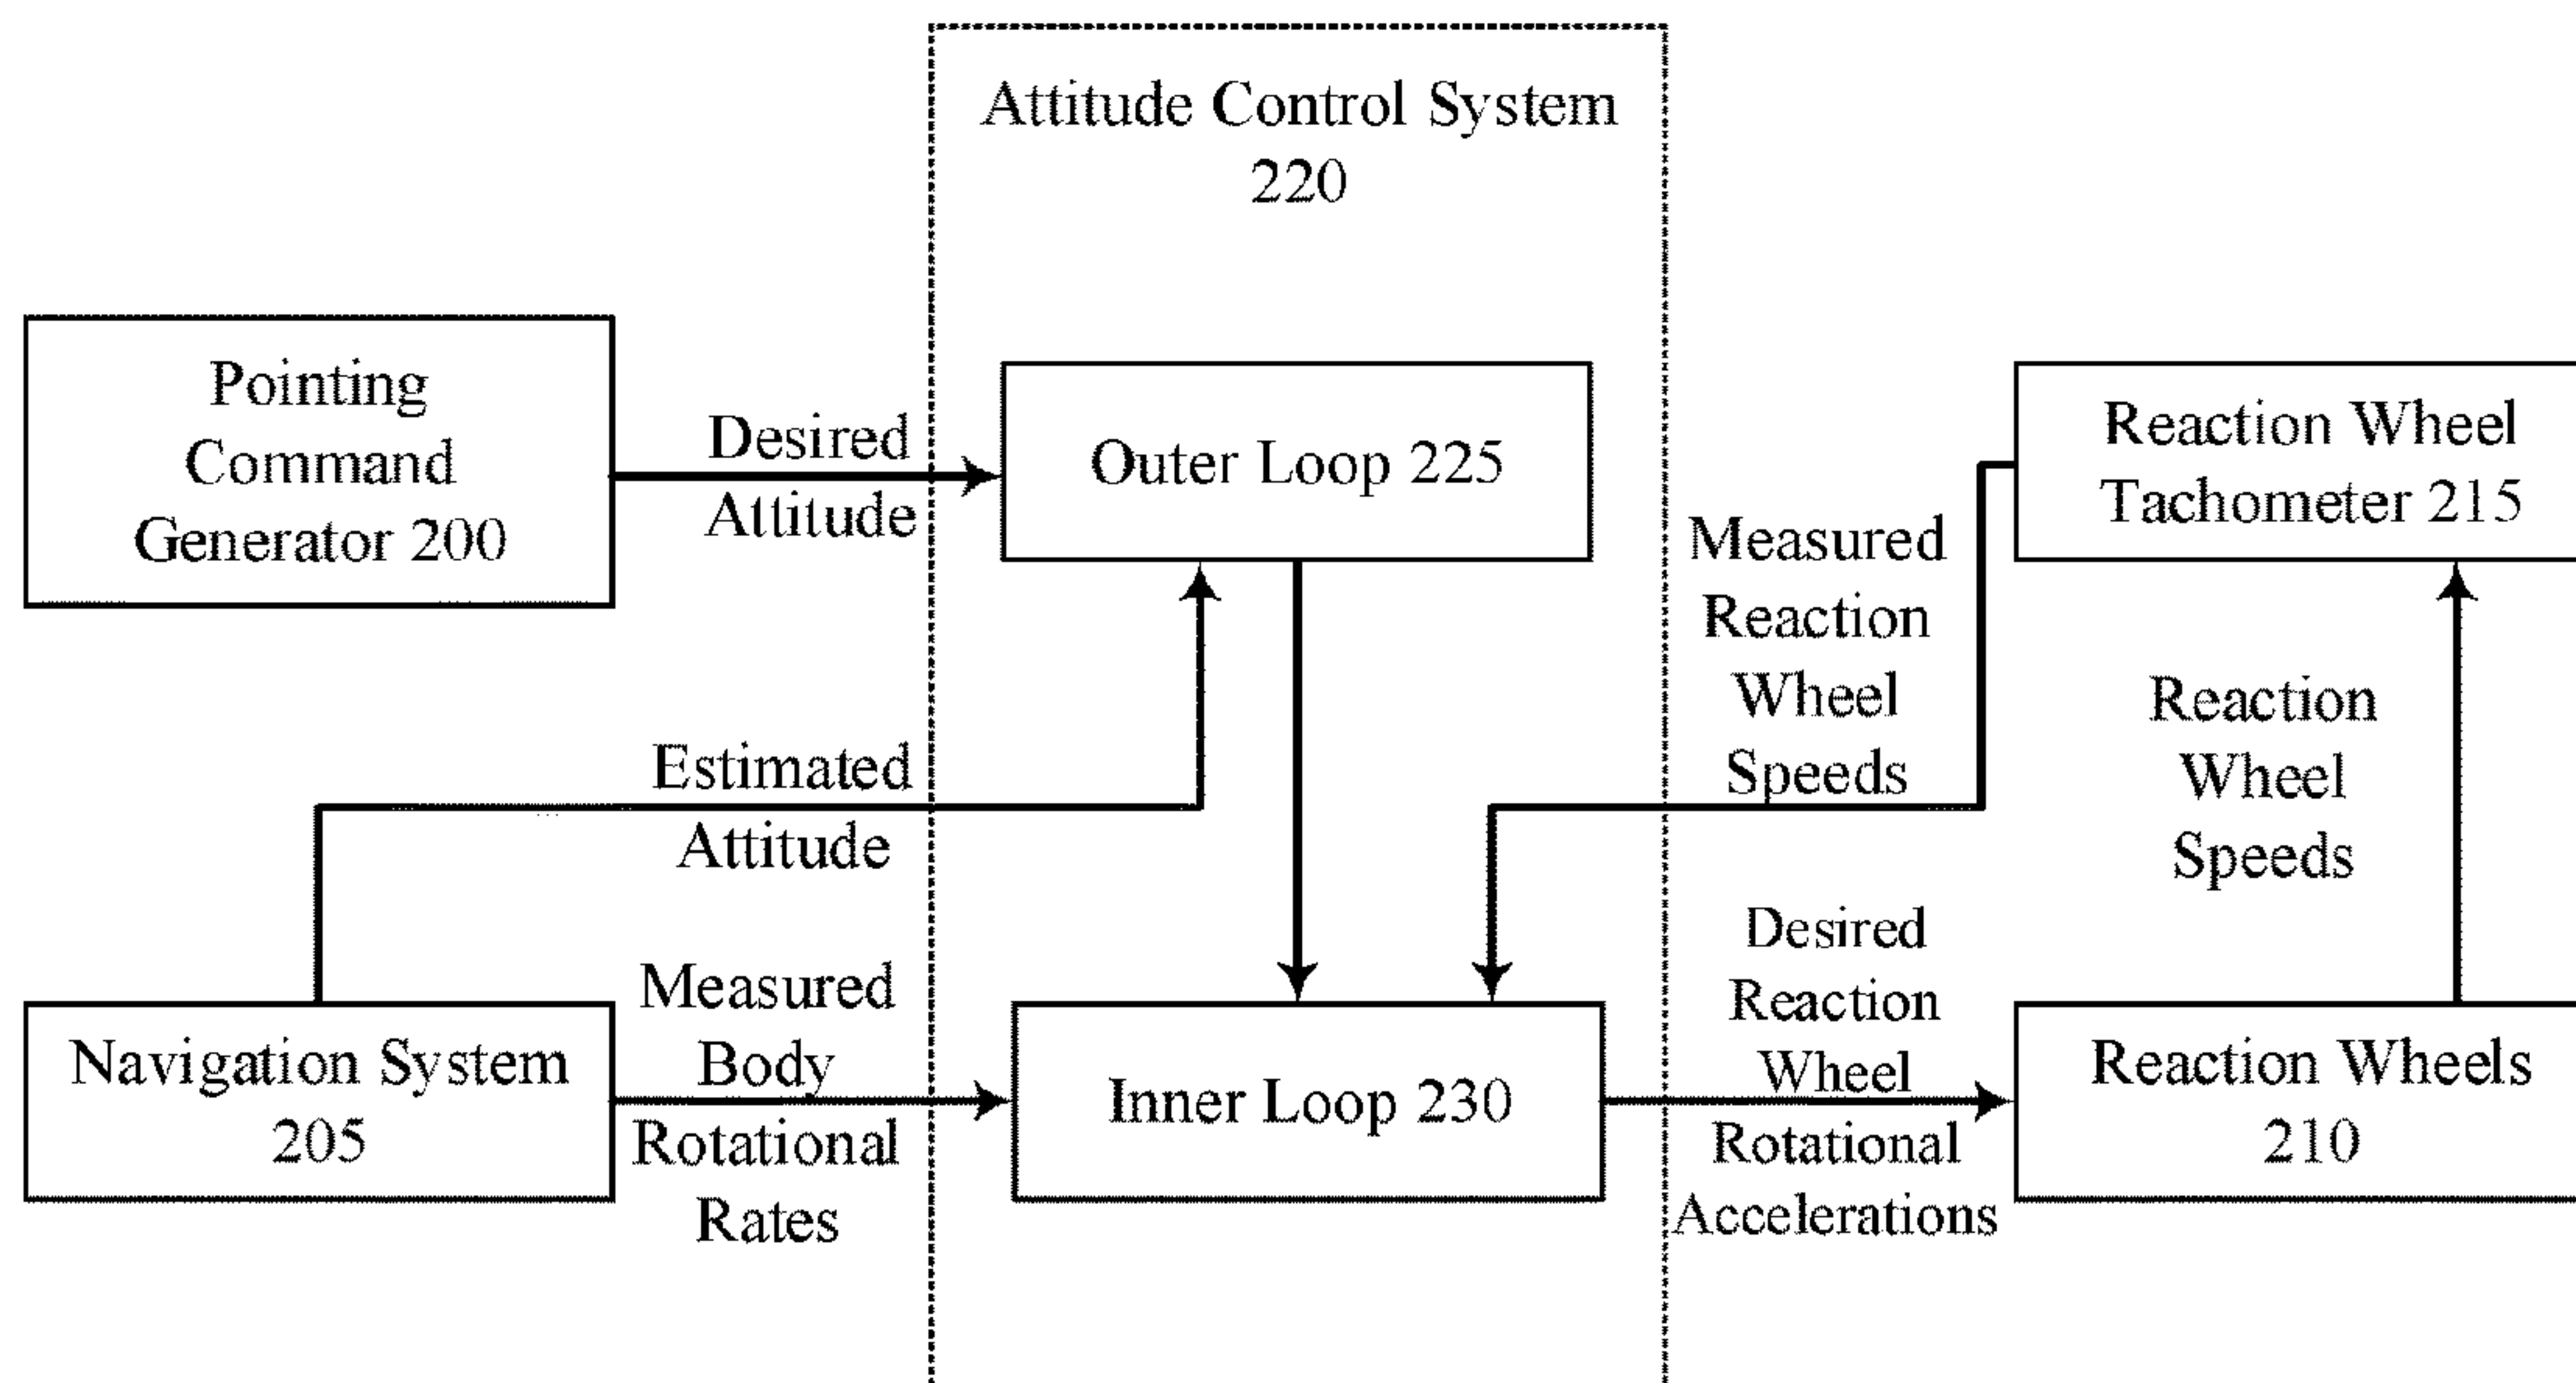 Attitude Control System
220
Pointing
Command
Generator 200
Desired
Attitude
Outer Loop 225
Reaction Wheel
Tachometer 215
Measured
Reaction
Wheel
Speeds
Reaction
Wheel
Speeds
Estimated
Attitude
Navigation System
205
Measured
Body
Rotational
Rates
Inner Loop 230
Desired
Reaction
Wheel
Rotational
Accelerations
Reaction Wheels
210